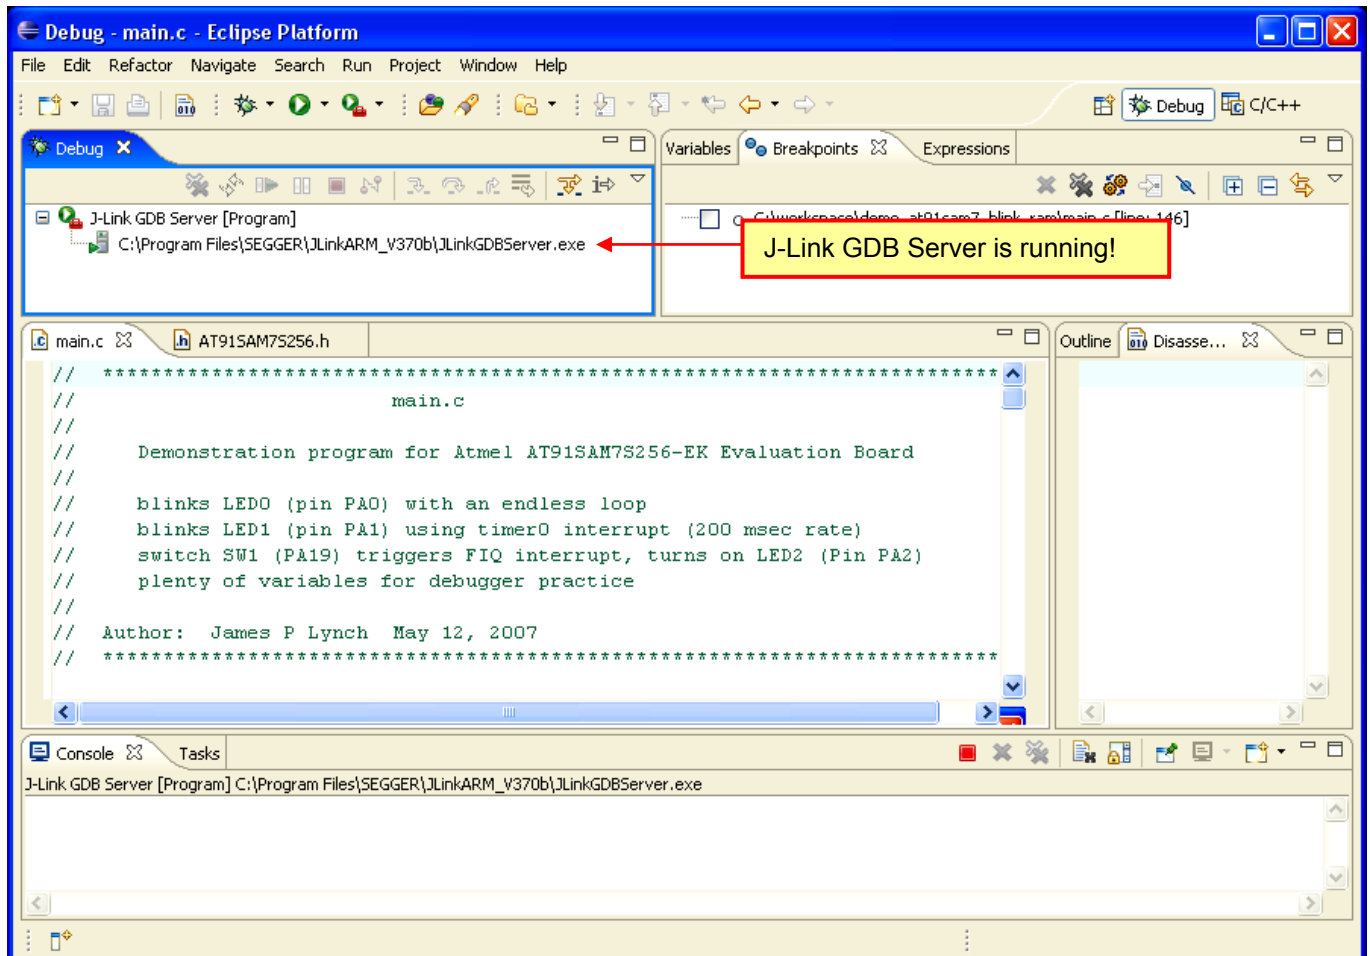 Debug - main.c - Eclipse Platform
File Edit Refactor Navigate Search Run Project Window Help
Debug C/C++
Debug
J-Link GDB Server [Program]
C:\Program Files\SEGGER\JLinkARM_V370b\JLinkGDBServer.exe
Variables Breakpoints Expressions
C:\workspace\demo_at91sam7_blink_ram\main.c [line: 146]
J-Link GDB Server is running!
main.c AT91SAM7S256.h
// **************************************************************************
// main.c
//
// Demonstration program for Atmel AT91SAM7S256-EK Evaluation Board
//
// blinks LED0 (pin PA0) with an endless loop
// blinks LED1 (pin PA1) using timer0 interrupt (200 msec rate)
// switch SW1 (PA19) triggers FIQ interrupt, turns on LED2 (Pin PA2)
// plenty of variables for debugger practice
//
// Author: James P Lynch May 12, 2007
// **************************************************************************
Outline Disasse...
Console Tasks
J-Link GDB Server [Program] C:\Program Files\SEGGER\JLinkARM_V370b\JLinkGDBServer.exe